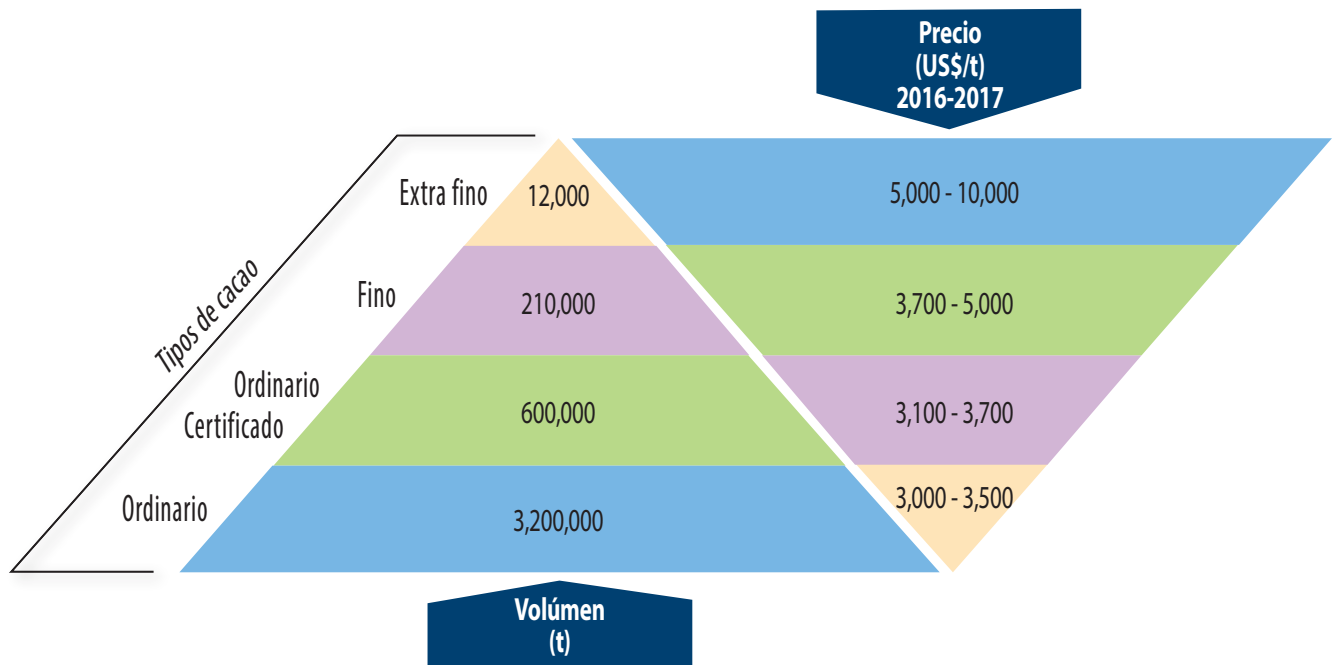 Precio
(US$/t)
2016-2017
Tipos de cacao
Extra fino
12,000
5,000 - 10,000
Fino
210,000
3,700 - 5,000
Ordinario
Certificado
600,000
3,100 - 3,700
Ordinario
3,200,000
3,000 - 3,500
Volúmen
(t)